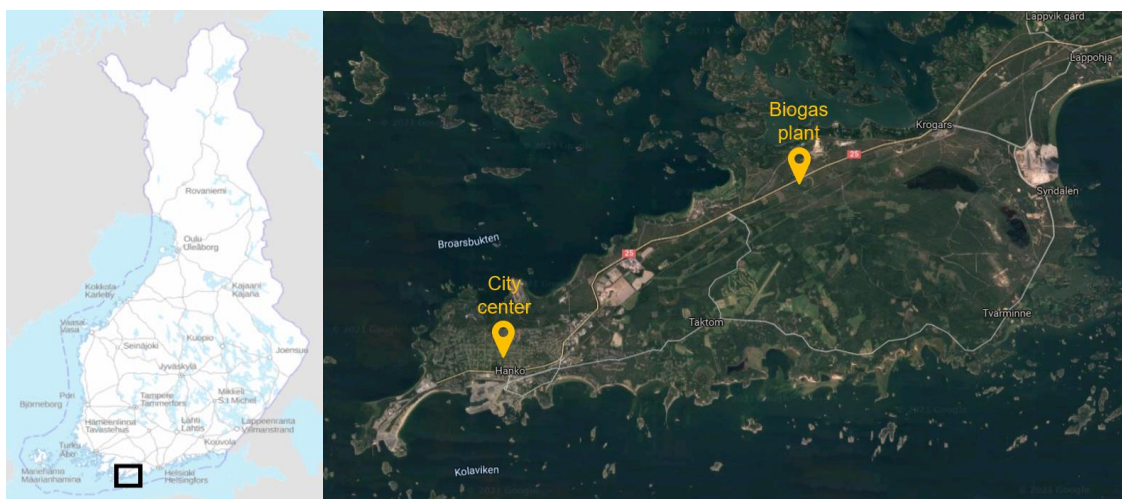 Rovaniemi
Oulu
Uleåborg
Kokkola
Karleby
Kajaani
Kajana
Vaasa
Vasa
Seinäjoki
Kuopio
Joensuu
Jyväskylä
Pori
Björneborg
Tampere
Tammerfors
Mikkeli
S:t Michel
Hämeenlinna
Tavastehus
Lahti
Lahtis
Lappeenranta
Villmanstrand
Kouvola
Turku
Åbo
Maarianhamina
Helsinki
Helsingfors
Lappvik gård
Lappohja
Biogas
plant
Krogars
25
Syndalen
Broarsbukten
25
City
center
Tvärminne
Täktom
Hanko
Kolaviken